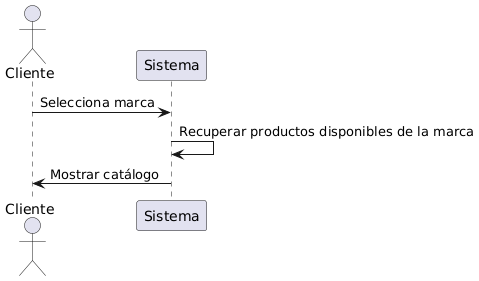 Cliente
Sistema
Selecciona marca
Recuperar productos disponibles de la marca
Mostrar catálogo
Cliente
Sistema